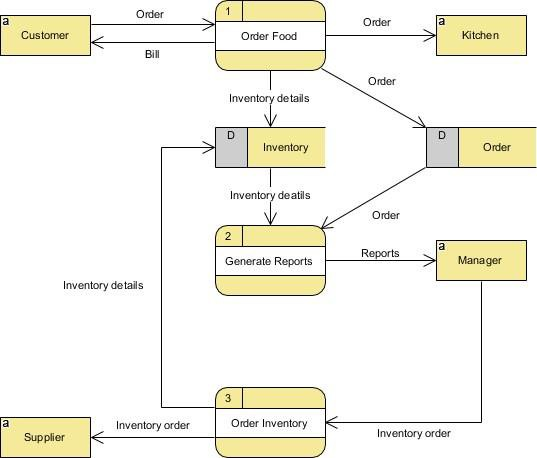 Order
Bill
a
Customer
1
Order Food
Order
a
Kitchen
Order
Inventory details
D
Inventory
D
Order
Inventory deatils
Order
2
Generate Reports
Reports
a
Manager
Inventory details
3
Order Inventory
Inventory order
a
Supplier
Inventory order